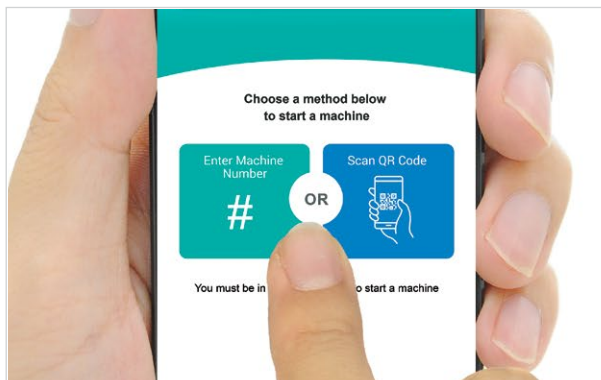 Choose a method below
to start a machine
Enter Machine
Number
#
OR
Scan QR Code
You must be in
to start a machine